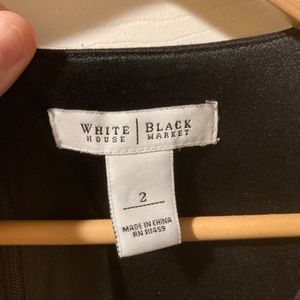 WHITE | BLACK
HOUSE | MARKET
2
MADE IN CHINA
RN 111459